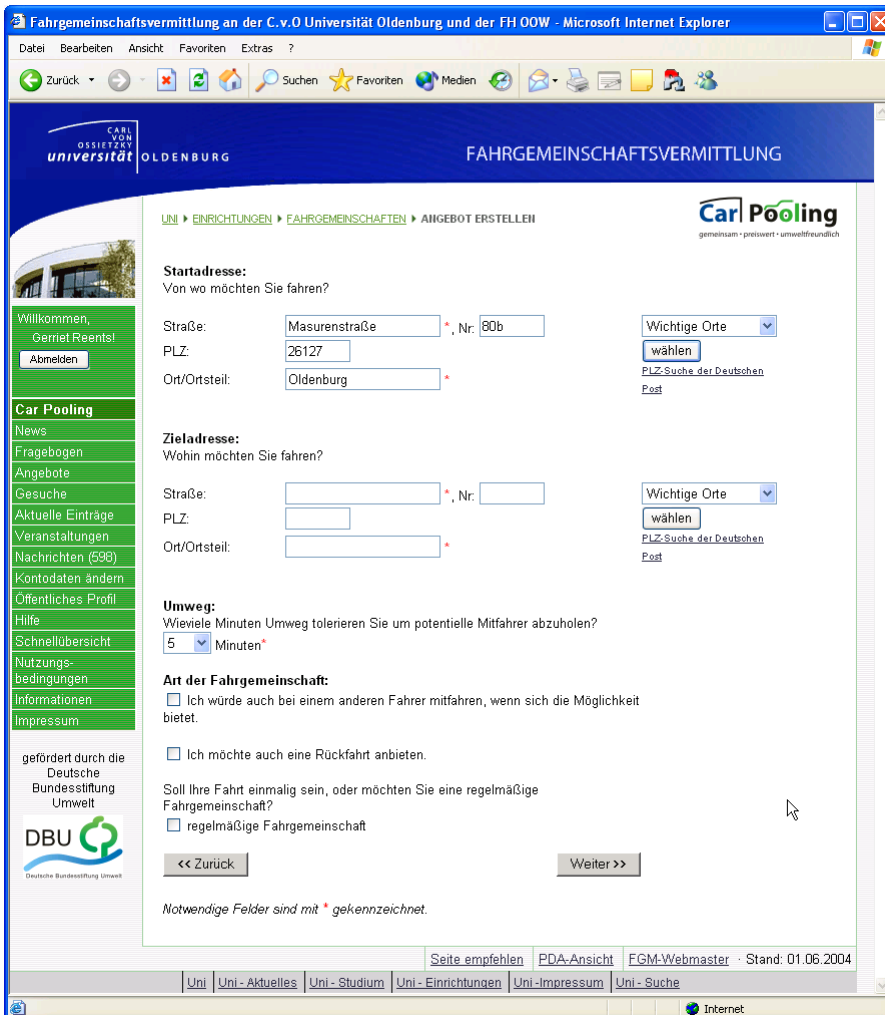 Fahrgemeinschaftsvermittlung an der C.v.O Universität Oldenburg und der FH OOW - Microsoft Internet Explorer
Datei Bearbeiten Ansicht Favoriten Extras ?
Zurück Suchen Favoriten Medien
CARL
VON
OSSIETZKY
universität OLDENBURG
FAHRGEMEINSCHAFTSVERMITTLUNG
UNI EINRICHTUNGEN FAHRGEMEINSCHAFTEN ANGEBOT ERSTELLEN
Car Pooling
gemeinsam · preiswert · umweltfreundlich
Willkommen,
Gerriet Reents!
Abmelden
Car Pooling
News
Fragebogen
Angebote
Gesuche
Aktuelle Einträge
Veranstaltungen
Nachrichten (598)
Kontodaten ändern
Öffentliches Profil
Hilfe
Schnellübersicht
Nutzungs-
bedingungen
Informationen
Impressum
gefördert durch die
Deutsche
Bundesstiftung
Umwelt
DBU
Deutsche Bundesstiftung Umwelt
Startadresse:
Von wo möchten Sie fahren?
Straße: Masurenstraße * , Nr: 80b Wichtige Orte
PLZ: 26127 wählen
Ort/Ortsteil: Oldenburg * PLZ-Suche der Deutschen
Post
Zieladresse:
Wohin möchten Sie fahren?
Straße: * , Nr: Wichtige Orte
PLZ: wählen
Ort/Ortsteil: * PLZ-Suche der Deutschen
Post
Umweg:
Wieviele Minuten Umweg tolerieren Sie um potentielle Mitfahrer abzuholen?
5 Minuten*
Art der Fahrgemeinschaft:
Ich würde auch bei einem anderen Fahrer mitfahren, wenn sich die Möglichkeit
bietet.
Ich möchte auch eine Rückfahrt anbieten.
Soll Ihre Fahrt einmalig sein, oder möchten Sie eine regelmäßige
Fahrgemeinschaft?
regelmäßige Fahrgemeinschaft
<< Zurück Weiter >>
Notwendige Felder sind mit * gekennzeichnet.
Seite empfehlen PDA-Ansicht FGM-Webmaster · Stand: 01.06.2004
Uni Uni - Aktuelles Uni - Studium Uni - Einrichtungen Uni-Impressum Uni - Suche
Internet